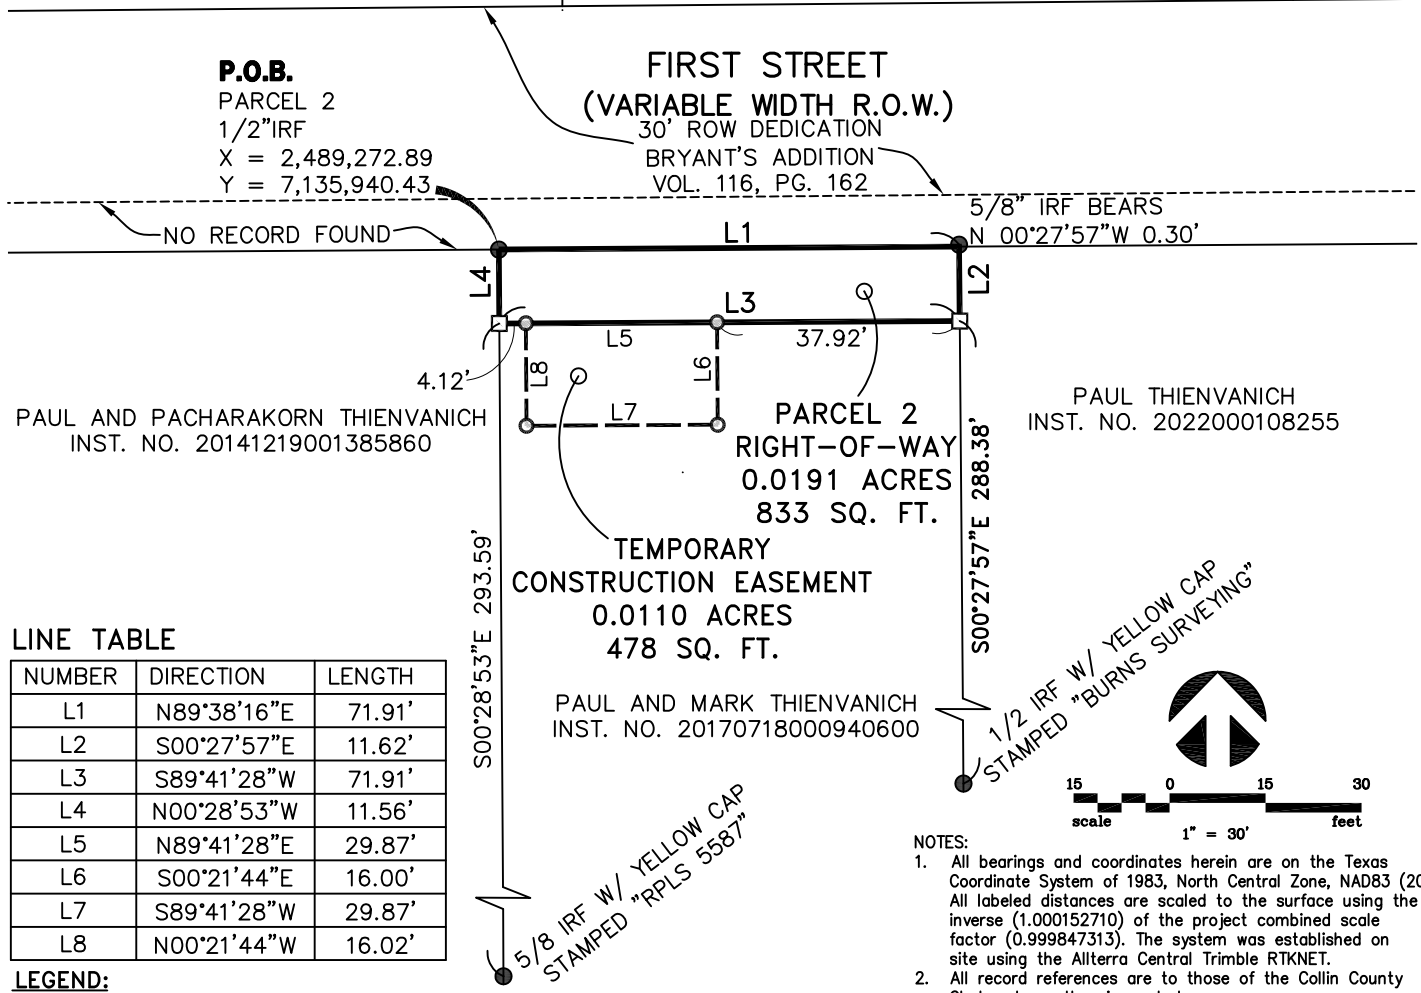 P.O.B.
PARCEL 2
1/2"IRF
X = 2,489,272.89
Y = 7,135,940.43
FIRST STREET
(VARIABLE WIDTH R.O.W.)
30' ROW DEDICATION
BRYANT'S ADDITION
VOL. 116, PG. 162
5/8" IRF BEARS
N 00°27'57"W 0.30'
NO RECORD FOUND
L1
L4
L2
L3
L5
37.92'
L8
L6
4.12'
L7
PAUL AND PACHARAKORN THIENVANICH
INST. NO. 20141219001385860
PARCEL 2
RIGHT-OF-WAY
0.0191 ACRES
833 SQ. FT.
PAUL THIENVANICH
INST. NO. 2022000108255
S00°27'57"E 288.38'
S00°28'53"E 293.59'
TEMPORARY
CONSTRUCTION EASEMENT
0.0110 ACRES
478 SQ. FT.
PAUL AND MARK THIENVANICH
INST. NO. 20170718000940600
1/2 IRF W/ YELLOW CAP
STAMPED "BURNS SURVEYING"
5/8 IRF W/ YELLOW CAP
STAMPED "RPLS 5587"
LINE TABLE
NUMBER DIRECTION LENGTH
L1 N89°38'16"E 71.91'
L2 S00°27'57"E 11.62'
L3 S89°41'28"W 71.91'
L4 N00°28'53"W 11.56'
L5 N89°41'28"E 29.87'
L6 S00°21'44"E 16.00'
L7 S89°41'28"W 29.87'
L8 N00°21'44"W 16.02'
LEGEND:
15 0 15 30
scale feet
1" = 30'
NOTES:
1. All bearings and coordinates herein are on the Texas
Coordinate System of 1983, North Central Zone, NAD83 (20
All labeled distances are scaled to the surface using the
inverse (1.000152710) of the project combined scale
factor (0.999847313). The system was established on
site using the Allterra Central Trimble RTKNET.
2. All record references are to those of the Collin County